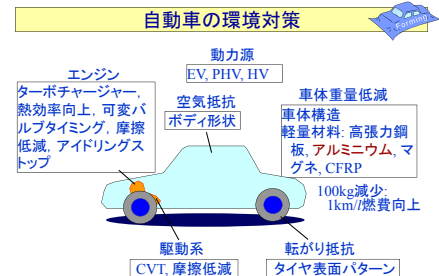 自動車の環境対策
Forming
動力源
EV, PHV, HV
エンジン
ターボチャージャー,
熱効率向上, 可変バ
ルブタイミング, 摩擦
低減, アイドリングス
トップ
空気抵抗
ボディ形状
車体重量低減
車体構造
軽量材料: 高張力鋼
板, アルミニウム, マ
グネ, CFRP
100kg減少:
1km/l燃費向上
駆動系
CVT, 摩擦低減
転がり抵抗
タイヤ表面パターン